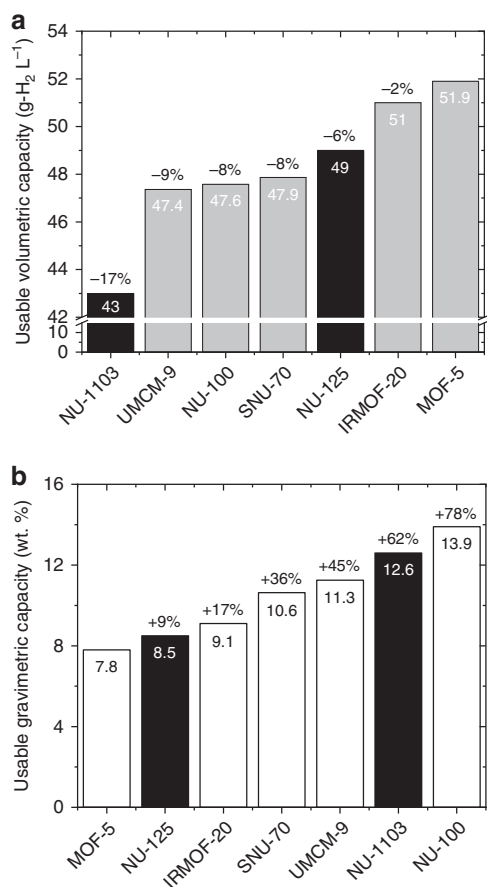 a
Usable volumetric capacity (g-H₂ L⁻¹)
54
52
50
48
46
44
42
10
0
–17%
43
–9%
47.4
–8%
47.6
–8%
47.9
–6%
49
–2%
51
51.9
NU-1103
UMCM-9
NU-100
SNU-70
NU-125
IRMOF-20
MOF-5
b
Usable gravimetric capacity (wt. %)
16
12
8
4
0
7.8
+9%
8.5
+17%
9.1
+36%
10.6
+45%
11.3
+62%
12.6
+78%
13.9
MOF-5
NU-125
IRMOF-20
SNU-70
UMCM-9
NU-1103
NU-100